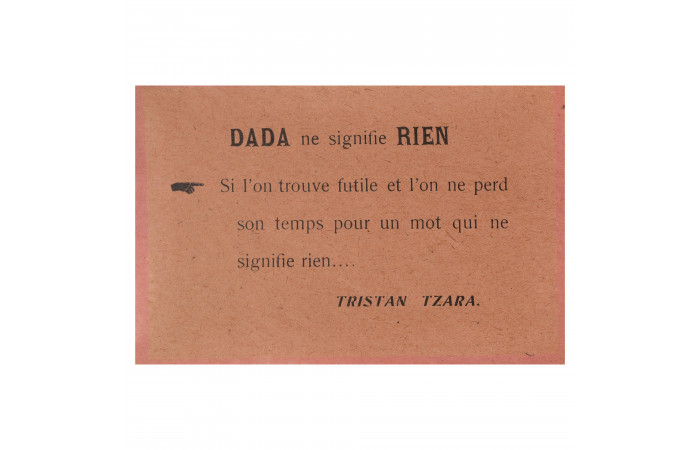 DADA ne signifie RIEN
Si l'on trouve futile et l'on ne perd
son temps pour un mot qui ne
signifie rien....
TRISTAN TZARA.